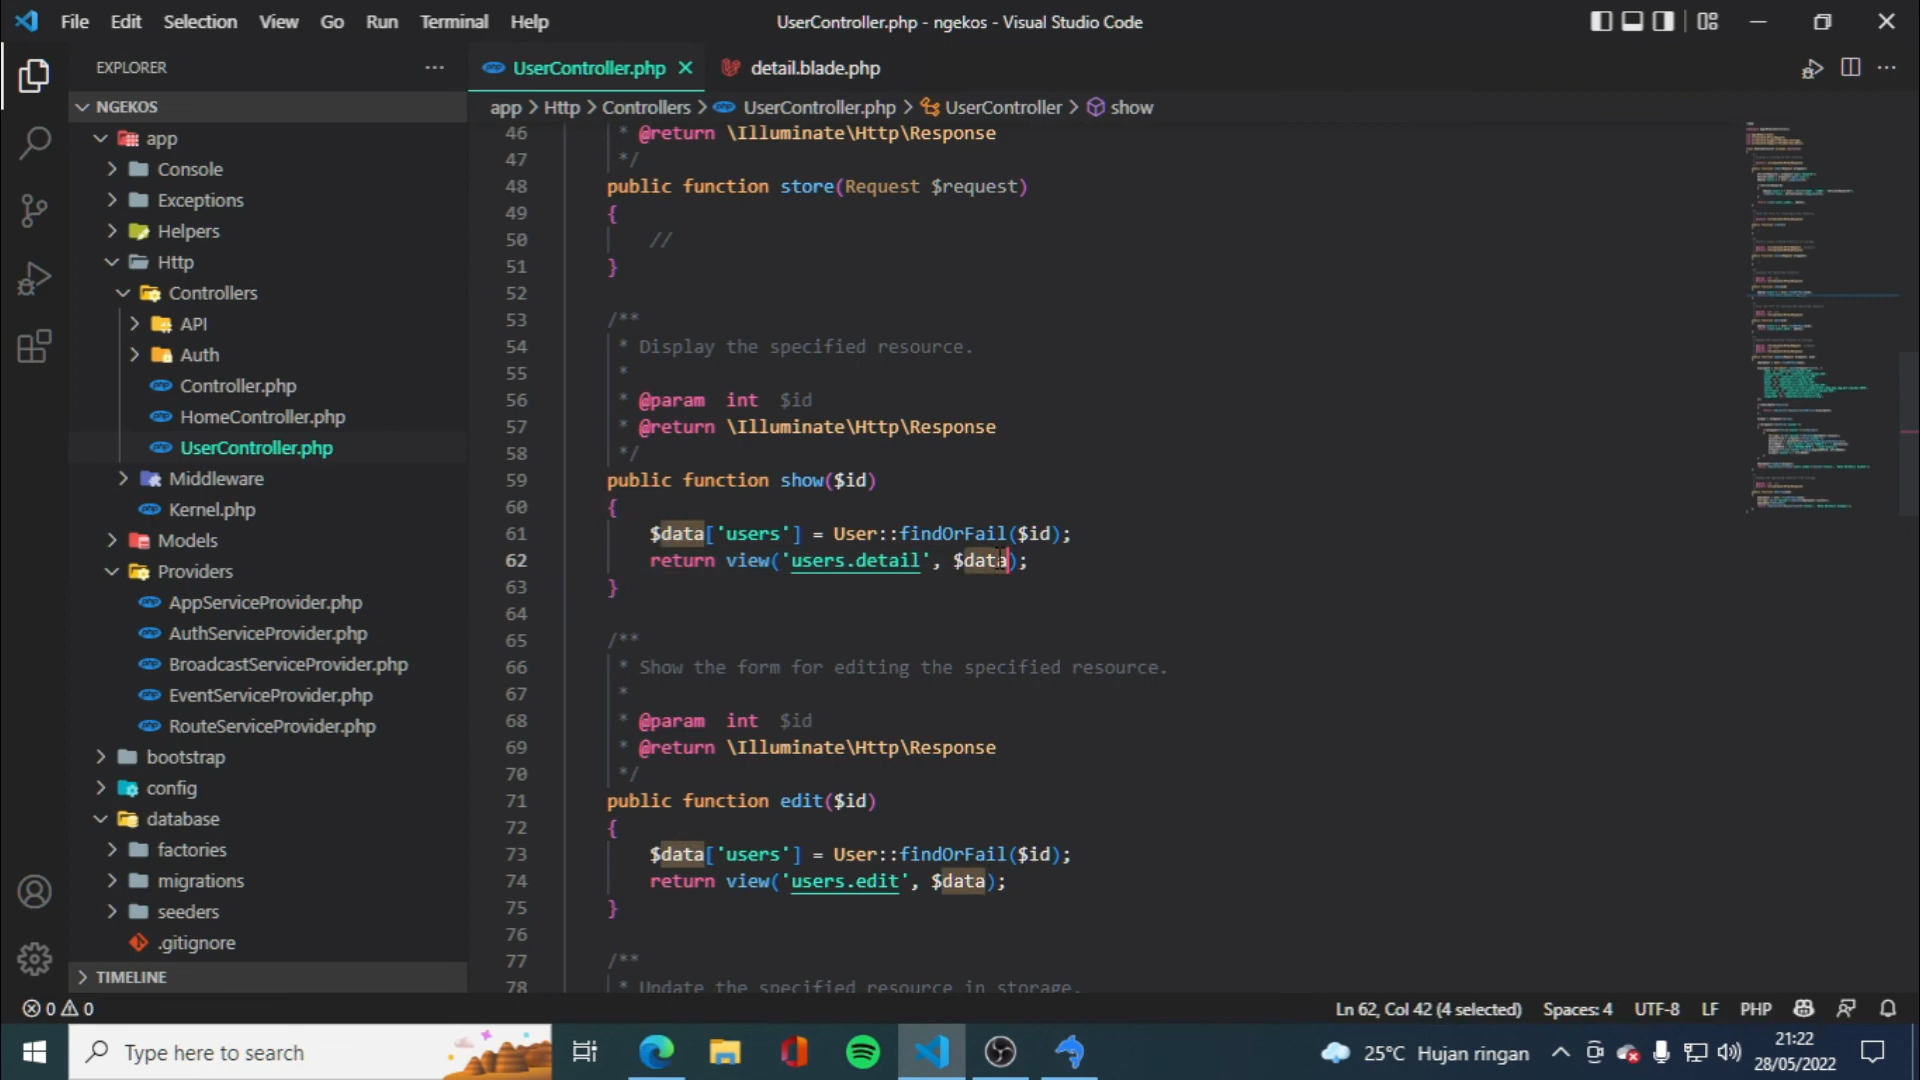 File Edit Selection View Go Run Terminal Help
UserController.php - ngekos - Visual Studio Code
EXPLORER
UserController.php
detail.blade.php
NGEKOS
app > Http > Controllers > UserController.php > UserController > show
app
Console
Exceptions
Helpers
Http
Controllers
API
Auth
Controller.php
HomeController.php
UserController.php
Middleware
Kernel.php
Models
Providers
AppServiceProvider.php
AuthServiceProvider.php
BroadcastServiceProvider.php
EventServiceProvider.php
RouteServiceProvider.php
bootstrap
config
database
factories
migrations
seeders
.gitignore
TIMELINE
46 * @return \Illuminate\Http\Response
47 */
48 public function store(Request $request)
49 {
50 //
51 }
52
53 /**
54 * Display the specified resource.
55 *
56 * @param  int  $id
57 * @return \Illuminate\Http\Response
58 */
59 public function show($id)
60 {
61 $data['users'] = User::findOrFail($id);
62 return view('users.detail', $data);
63 }
64
65 /**
66 * Show the form for editing the specified resource.
67 *
68 * @param  int  $id
69 * @return \Illuminate\Http\Response
70 */
71 public function edit($id)
72 {
73 $data['users'] = User::findOrFail($id);
74 return view('users.edit', $data);
75 }
76
77 /**
78 * Update the specified resource in storage.
0 0
Ln 62, Col 42 (4 selected) Spaces: 4 UTF-8 LF PHP
Type here to search
25°C Hujan ringan
21:22
28/05/2022